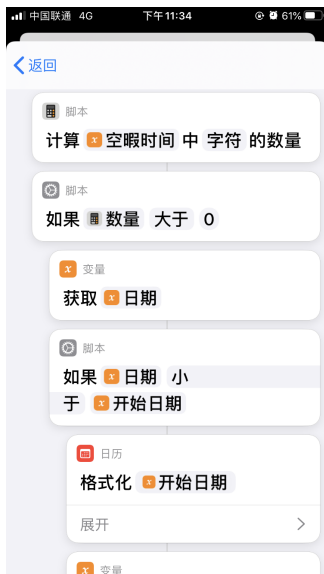 中国联通 4G 下午11:34 61%
返回
脚本
计算 空暇时间 中 字符 的数量
脚本
如果 数量 大于 0
变量
获取 日期
脚本
如果 日期 小
于 开始日期
日历
格式化 开始日期
展开
变量